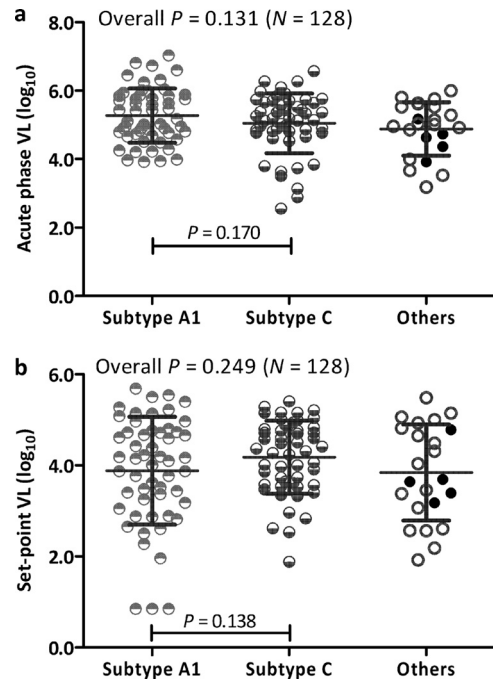 a
Overall P = 0.131 (N = 128)
Acute phase VL (log10)
8.0
6.0
4.0
2.0
0.0
P = 0.170
Subtype A1 Subtype C Others
b
Overall P = 0.249 (N = 128)
Set-point VL (log10)
6.0
4.0
2.0
0.0
P = 0.138
Subtype A1 Subtype C Others